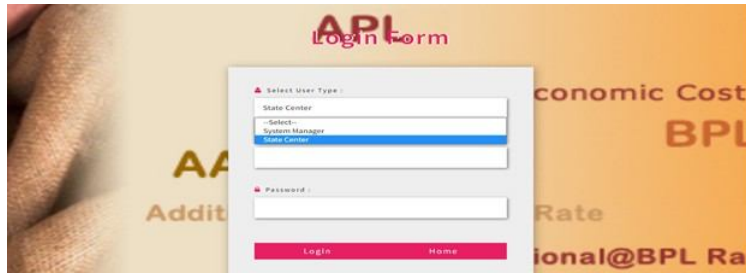 APL
Login Form
Select User Type :
State Center
--Select--
System Manager
State Center
Password :
Login Home
conomic Cost
BPL
AA
Addit
Rate
ional@BPL Ra